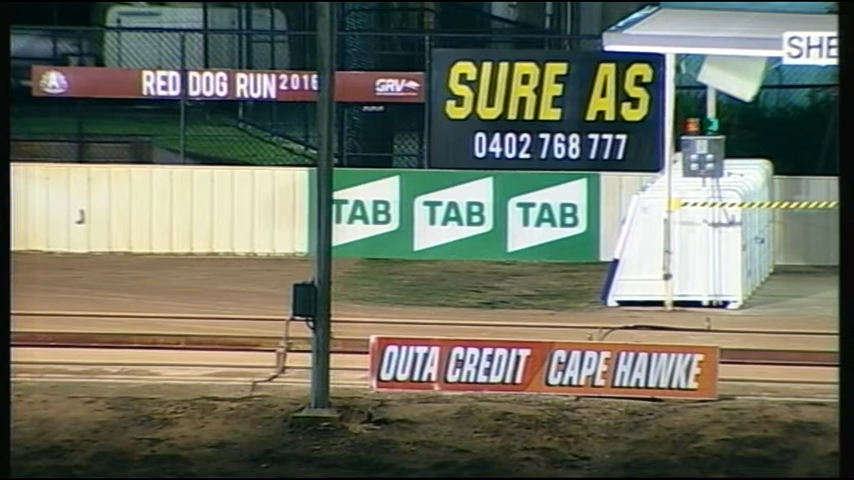 SHE
RED DOG RUN 2016
GRV
SURE AS
0402 768 777
TAB TAB TAB
OUTA CREDIT / CAPE HAWKE